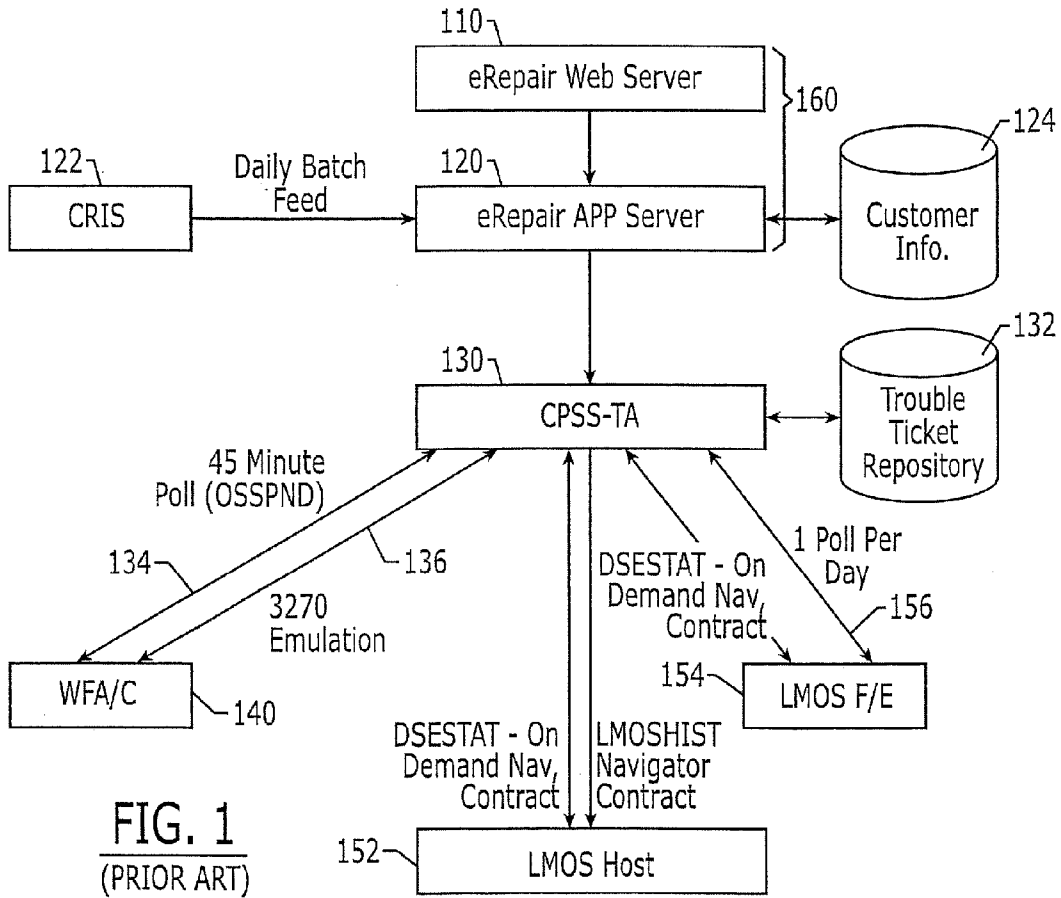 110
eRepair Web Server
160
124
122
Daily Batch
Feed
120
CRIS
eRepair APP Server
Customer
Info.
132
130
CPSS-TA
Trouble
Ticket
Repository
45 Minute
Poll (OSSPND)
134
136
3270
Emulation
DSESTAT - On
Demand Nav,
Contract
1 Poll Per
Day
156
WFA/C
140
154
LMOS F/E
DSESTAT - On
Demand Nav,
Contract
LMOSHIST
Navigator
Contract
152
LMOS Host
FIG. 1
(PRIOR ART)